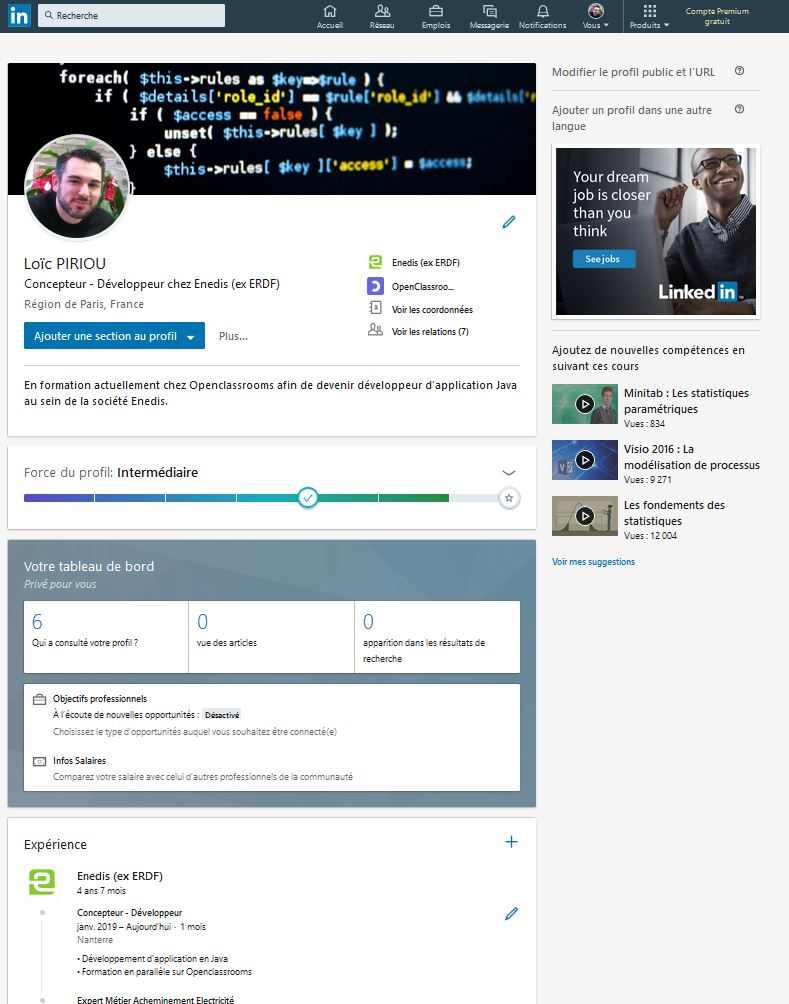 in
Recherche
Accueil
Réseau
Emplois
Messagerie
Notifications
Vous
Produits
Compte Premium
gratuit
foreach( $this->rules as $key=>$rule ) {
if ( $details['role_id'] == $rule['role_id'] && $details['r
if ( $access == false ) {
unset( $this->rules[ $key ] );
} else {
$this->rules[ $key ]['access'] = $access;
}
Loïc PIRIOU
Concepteur - Développeur chez Enedis (ex ERDF)
Région de Paris, France
Ajouter une section au profil
Plus...
Enedis (ex ERDF)
OpenClassroo...
Voir les coordonnées
Voir les relations (7)
En formation actuellement chez Openclassrooms afin de devenir développeur d'application Java
au sein de la société Enedis.
Force du profil: Intermédiaire
Votre tableau de bord
Privé pour vous
6
Qui a consulté votre profil ?
0
vue des articles
0
apparition dans les résultats de
recherche
Objectifs professionnels
À l'écoute de nouvelles opportunités : Désactivé
Choisissez le type d'opportunités auquel vous souhaitez être connecté(e)
Infos Salaires
Comparez votre salaire avec celui d'autres professionnels de la communauté
Expérience
Enedis (ex ERDF)
4 ans 7 mois
Concepteur - Développeur
janv. 2019 – Aujourd'hui · 1 mois
Nanterre
• Développement d'application en Java
• Formation en parallèle sur Openclassrooms
Expert Métier Acheminement Electricité
Modifier le profil public et l'URL
Ajouter un profil dans une autre
langue
Your dream
job is closer
than you
think
See jobs
Linked in
Ajoutez de nouvelles compétences en
suivant ces cours
Minitab : Les statistiques
paramétriques
Vues : 834
Visio 2016 : La
modélisation de processus
Vues : 9 271
Les fondements des
statistiques
Vues : 12 004
Voir mes suggestions